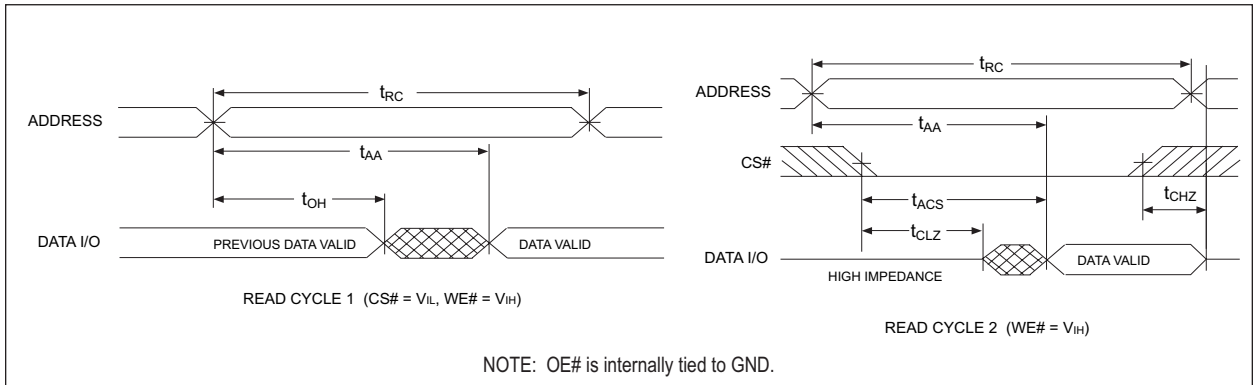 tRC
ADDRESS
tAA
tOH
DATA I/O
PREVIOUS DATA VALID
DATA VALID
READ CYCLE 1 (CS# = VIL, WE# = VIH)
tRC
ADDRESS
tAA
CS#
tACS
tCHZ
tCLZ
DATA I/O
HIGH IMPEDANCE
DATA VALID
READ CYCLE 2 (WE# = VIH)
NOTE: OE# is internally tied to GND.